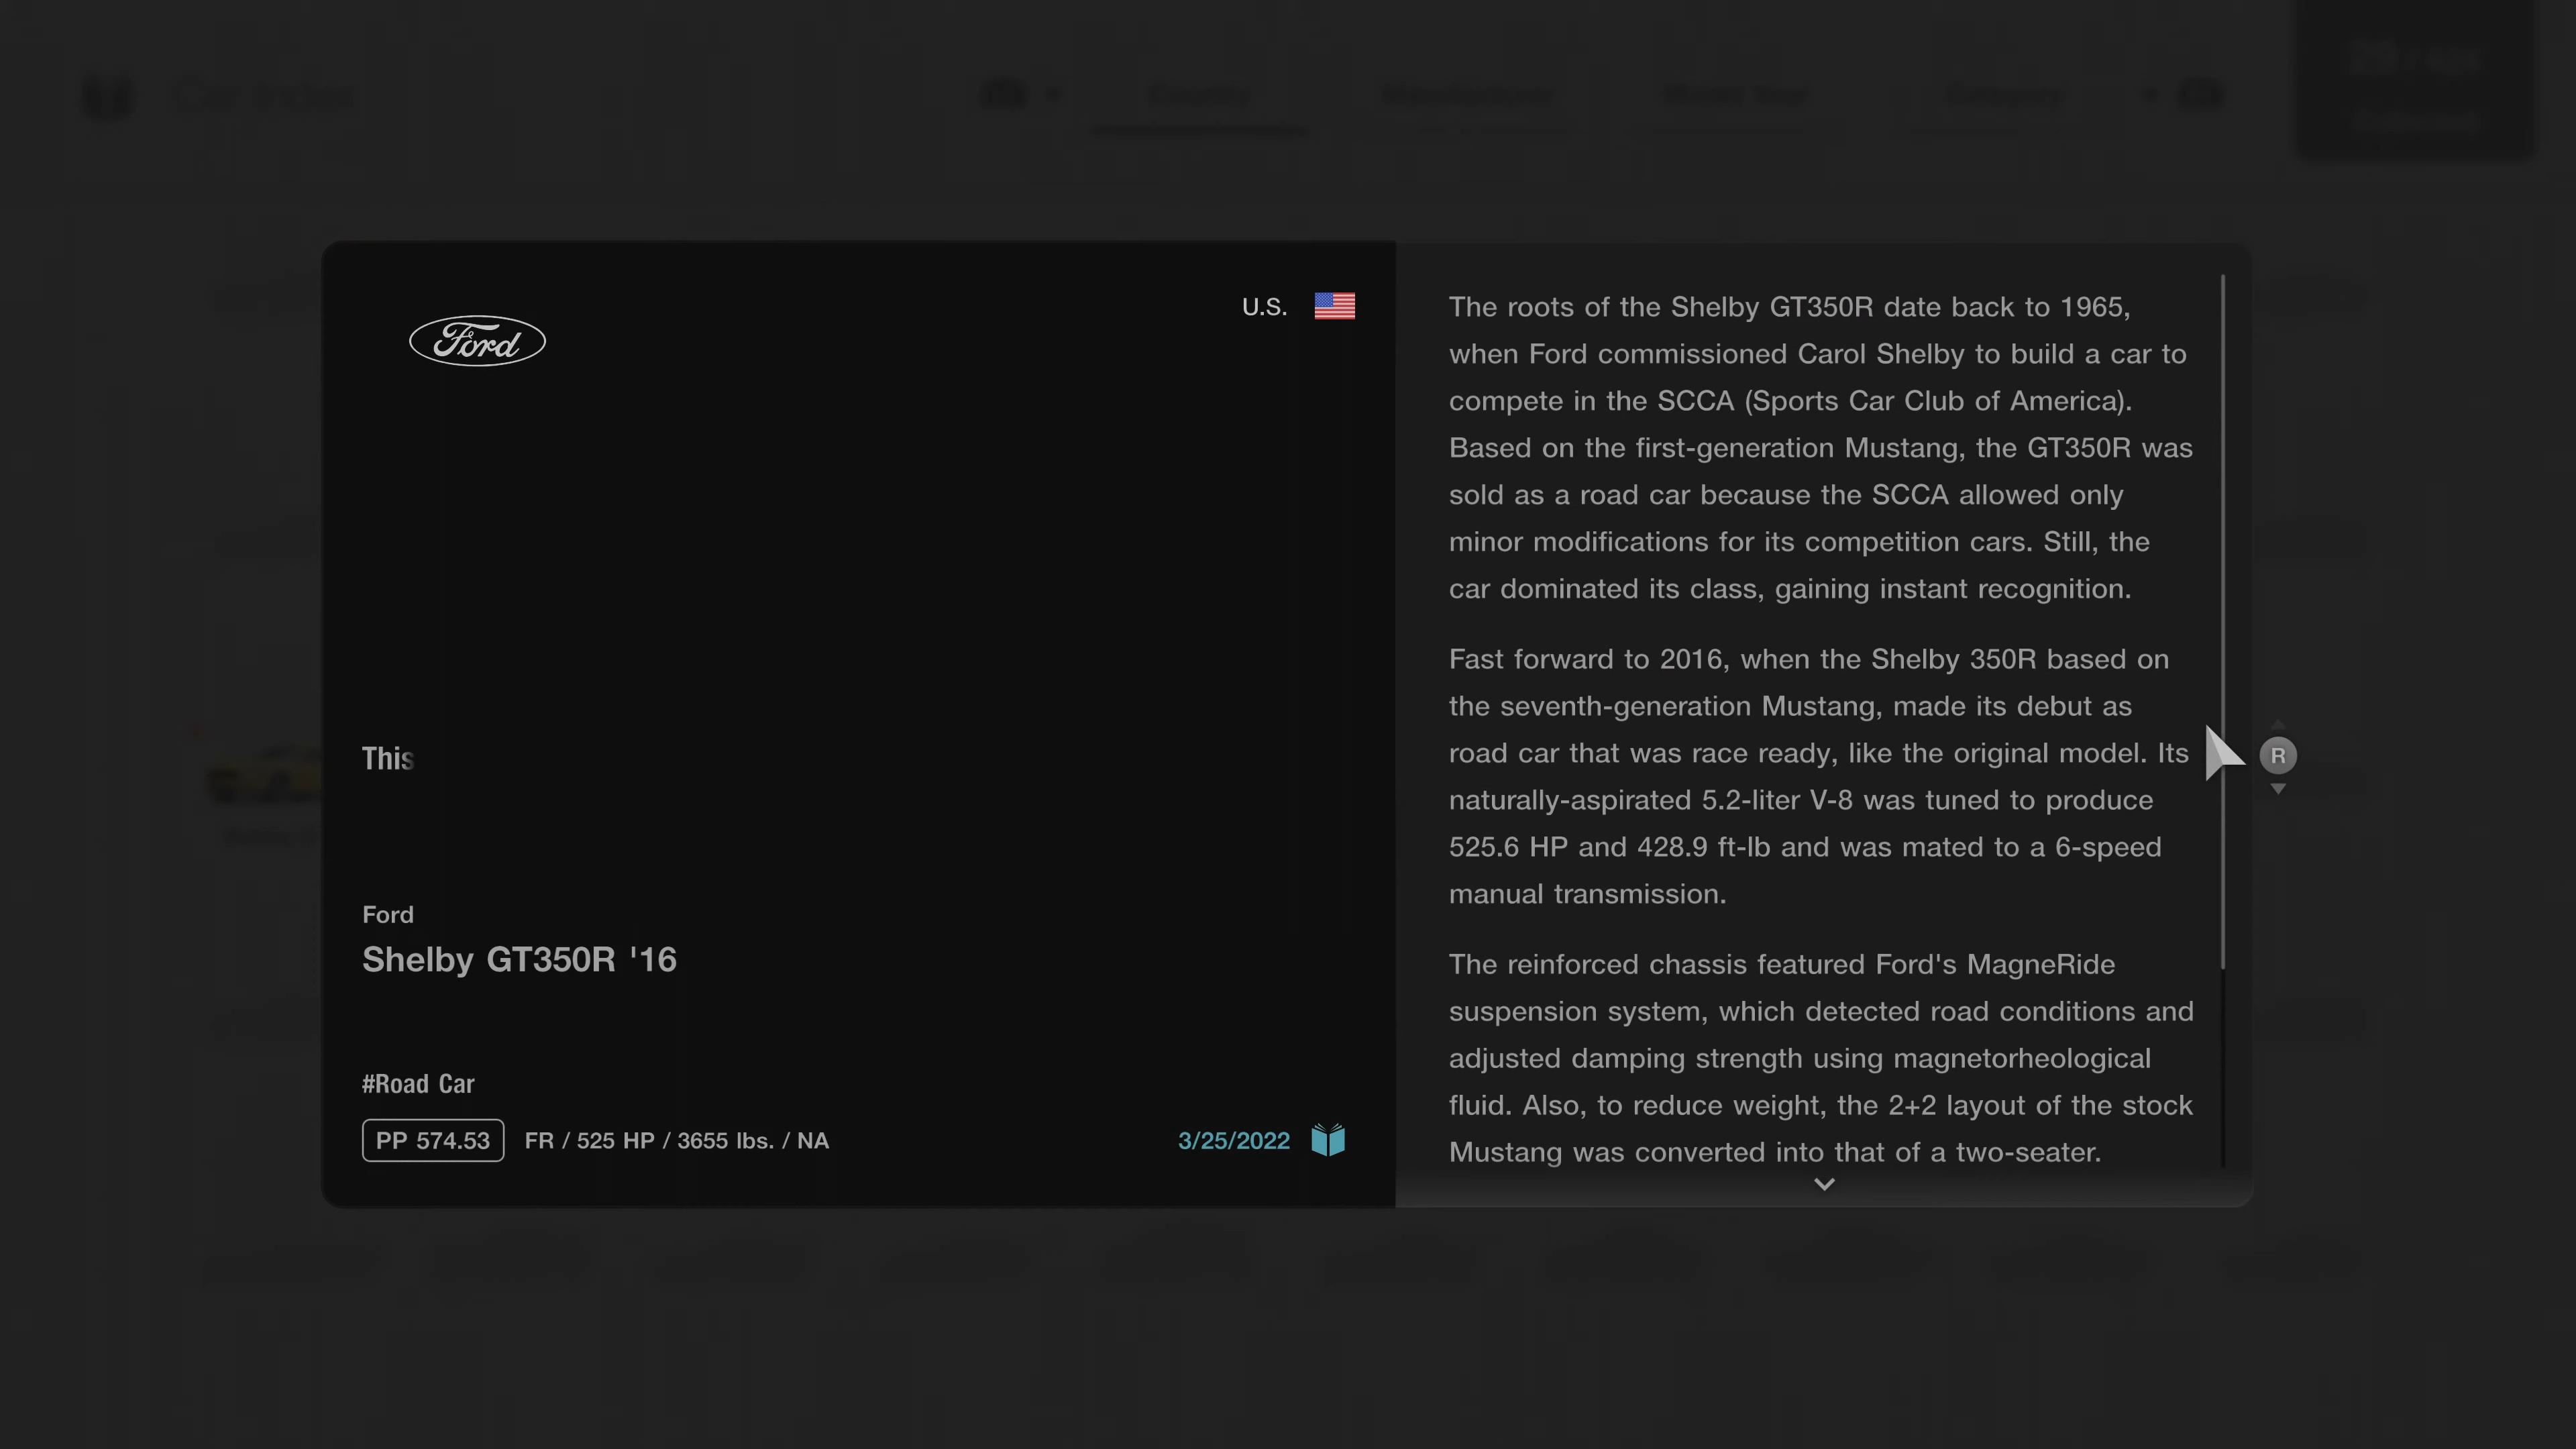 Car Index
Country
Manufacturer
Model Year
Category
Ford
U.S.
This
Ford
Shelby GT350R '16
#Road Car
PP 574.53
FR / 525 HP / 3655 lbs. / NA
3/25/2022
The roots of the Shelby GT350R date back to 1965,
when Ford commissioned Carol Shelby to build a car to
compete in the SCCA (Sports Car Club of America).
Based on the first-generation Mustang, the GT350R was
sold as a road car because the SCCA allowed only
minor modifications for its competition cars. Still, the
car dominated its class, gaining instant recognition.
Fast forward to 2016, when the Shelby 350R based on
the seventh-generation Mustang, made its debut as
road car that was race ready, like the original model. Its
naturally-aspirated 5.2-liter V-8 was tuned to produce
525.6 HP and 428.9 ft-lb and was mated to a 6-speed
manual transmission.
The reinforced chassis featured Ford's MagneRide
suspension system, which detected road conditions and
adjusted damping strength using magnetorheological
fluid. Also, to reduce weight, the 2+2 layout of the stock
Mustang was converted into that of a two-seater.
R